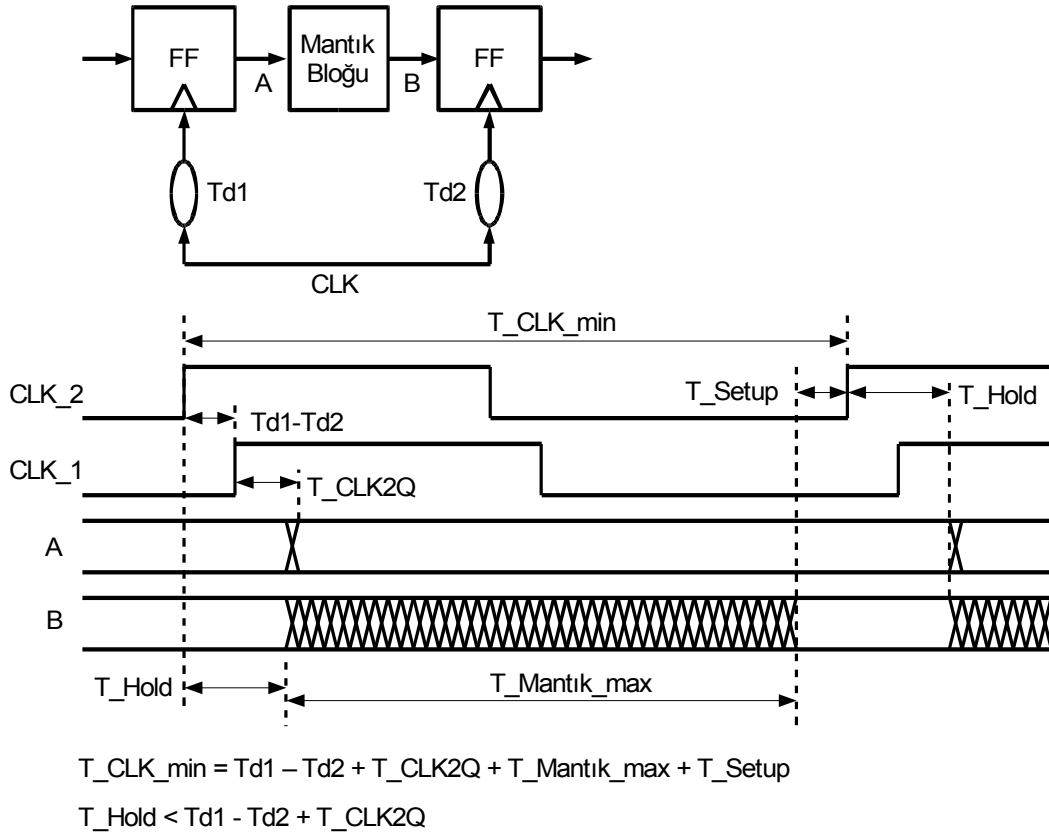 FF
Mantık
Bloğu
FF
A
B
Td1
Td2
CLK
T_CLK_min
CLK_2
T_Setup
T_Hold
Td1-Td2
CLK_1
T_CLK2Q
A
B
T_Hold
T_Mantık_max
T_CLK_min = Td1 – Td2 + T_CLK2Q + T_Mantık_max + T_Setup
T_Hold < Td1 - Td2 + T_CLK2Q